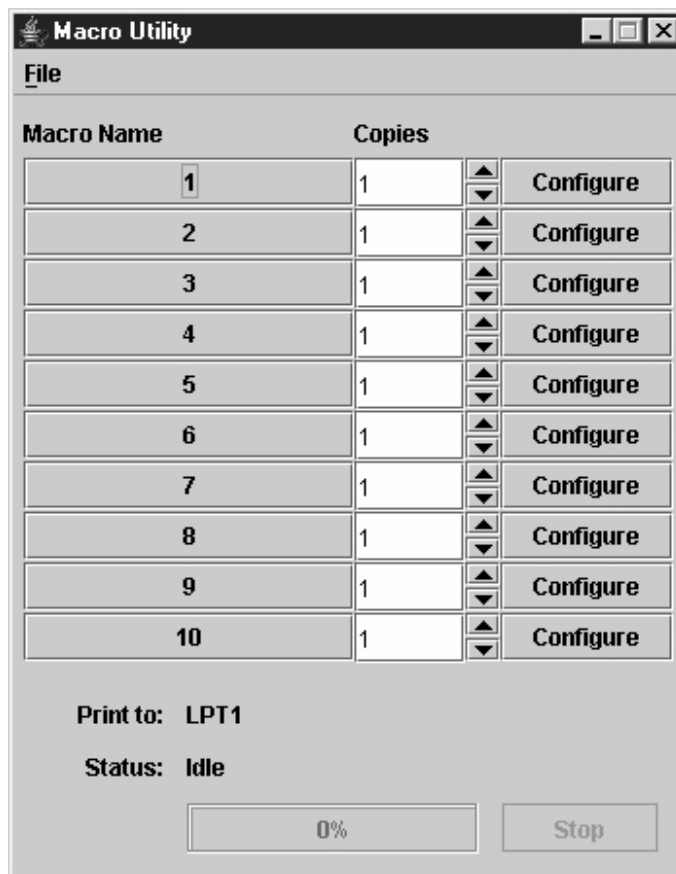 Macro Utility
File
Macro Name Copies
1 1 Configure
2 1 Configure
3 1 Configure
4 1 Configure
5 1 Configure
6 1 Configure
7 1 Configure
8 1 Configure
9 1 Configure
10 1 Configure
Print to: LPT1
Status: Idle
0% Stop